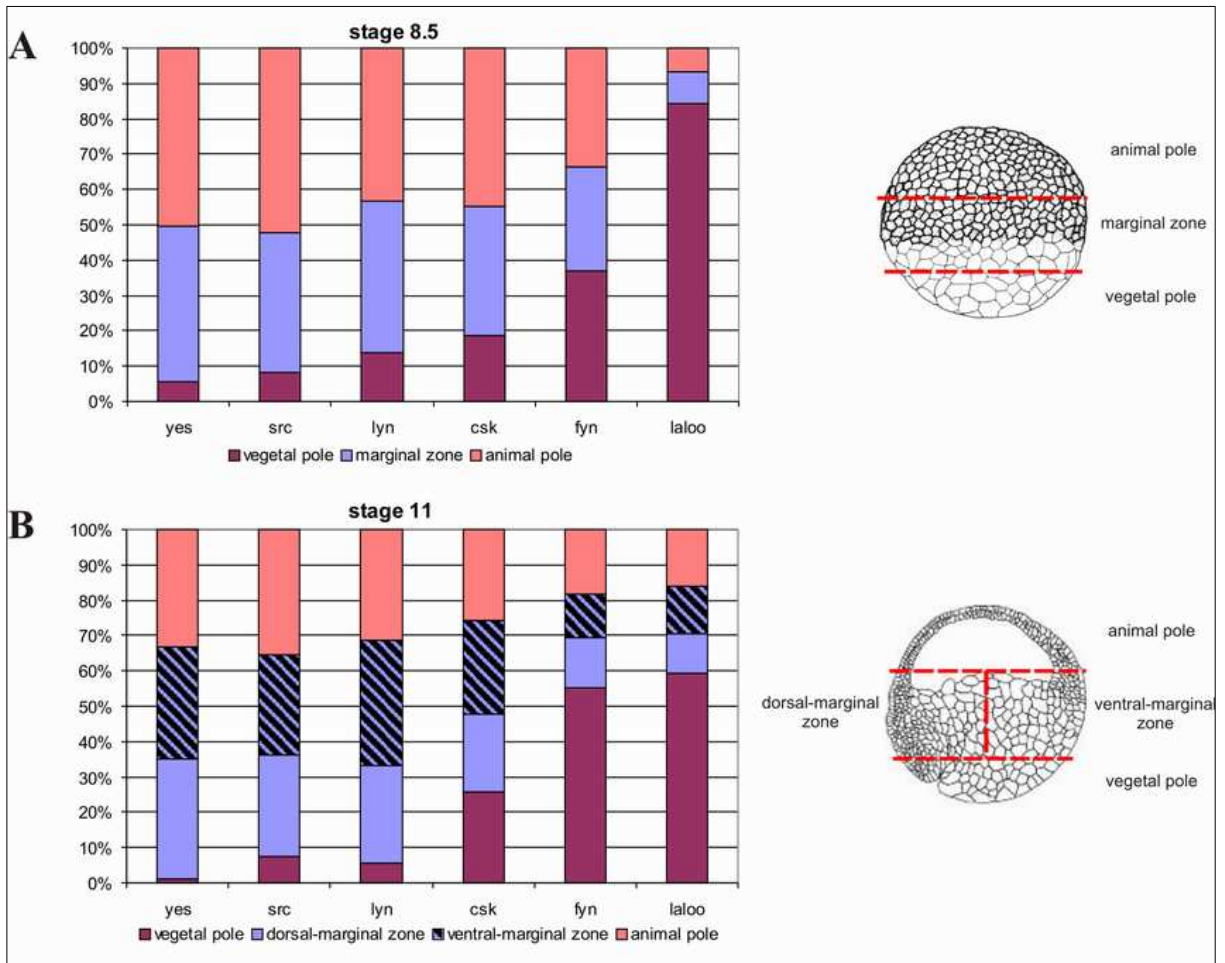 A
stage 8.5
100%
90%
80%
70%
60%
50%
40%
30%
20%
10%
0%
yes src lyn csk fyn laloo
vegetal pole marginal zone animal pole
animal pole
marginal zone
vegetal pole
B
stage 11
100%
90%
80%
70%
60%
50%
40%
30%
20%
10%
0%
yes src lyn csk fyn laloo
vegetal pole dorsal-marginal zone ventral-marginal zone animal pole
animal pole
dorsal-marginal
zone
ventral-marginal
zone
vegetal pole